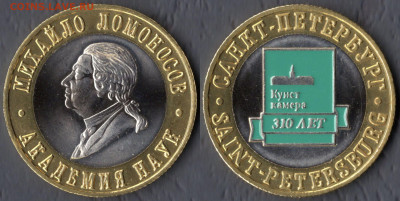 МИХАЙЛО ЛОМОНОСОВ
АКАДЕМИЯ НАУК
САНКТ-ПЕТЕРБУРГ
Кунст
камера
310 ЛЕТ
SAINT-PETERSBURG